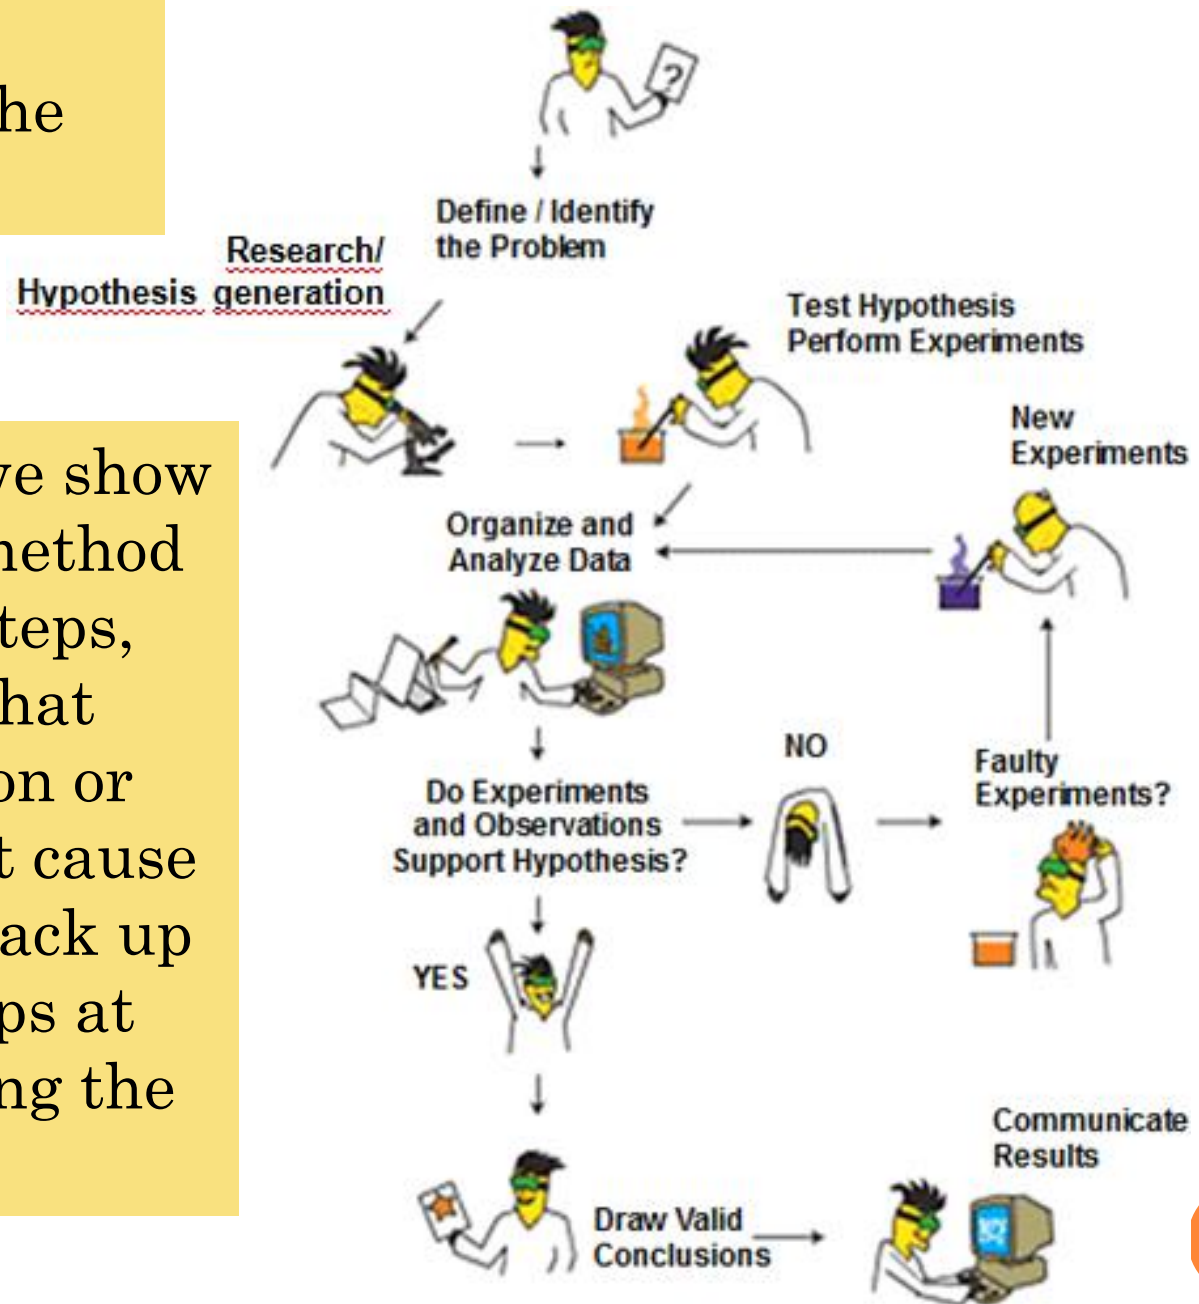 he
ve show
nethod
teps,
hat
on or
t cause
ack up
ps at
ng the
?
Define / Identify
the Problem
Research/
Hypothesis generation
Test Hypothesis
Perform Experiments
New
Experiments
Organize and
Analyze Data
Do Experiments
and Observations
Support Hypothesis?
NO
Faulty
Experiments?
YES
Draw Valid
Conclusions
Communicate
Results